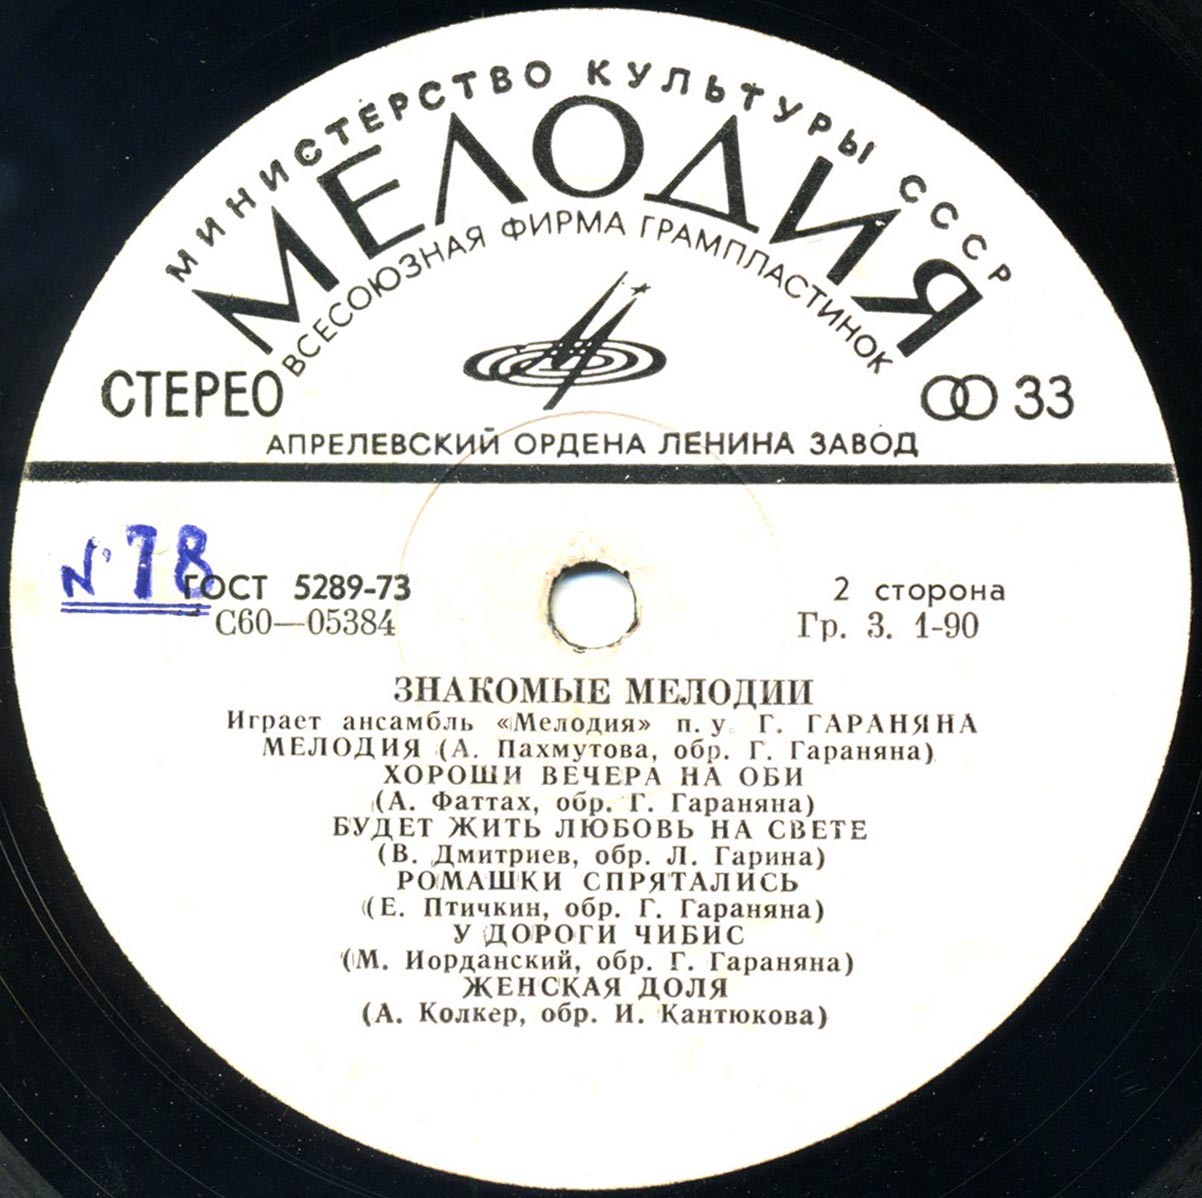 МИНИСТЕРСТВО КУЛЬТУРЫ СССР
МЕЛОДИЯ
ВСЕСОЮЗНАЯ ФИРМА ГРАМПЛАСТИНОК
СТЕРЕО
33
АПРЕЛЕВСКИЙ ОРДЕНА ЛЕНИНА ЗАВОД
№ 78
ГОСТ 5289-73
2 сторона
С60—05384
Гр. 3. 1-90
ЗНАКОМЫЕ МЕЛОДИИ
Играет ансамбль «Мелодия» п. у. Г. ГАРАНЯНА
МЕЛОДИЯ (А. Пахмутова, обр. Г. Гараняна)
ХОРОШИ ВЕЧЕРА НА ОБИ
(А. Фаттах, обр. Г. Гараняна)
БУДЕТ ЖИТЬ ЛЮБОВЬ НА СВЕТЕ
(В. Дмитриев, обр. Л. Гарина)
РОМАШКИ СПРЯТАЛИСЬ
(Е. Птичкин, обр. Г. Гараняна)
У ДОРОГИ ЧИБИС
(М. Иорданский, обр. Г. Гараняна)
ЖЕНСКАЯ ДОЛЯ
(А. Колкер, обр. И. Кантюкова)